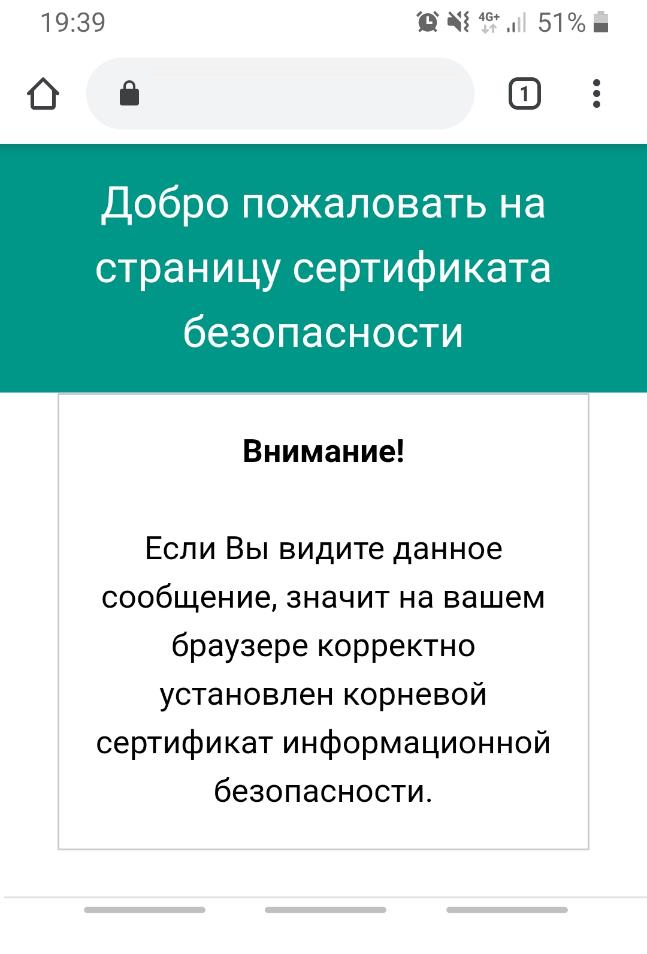 19:39
4G+ 51%
1
Добро пожаловать на
страницу сертификата
безопасности
Внимание!
Если Вы видите данное
сообщение, значит на вашем
браузере корректно
установлен корневой
сертификат информационной
безопасности.